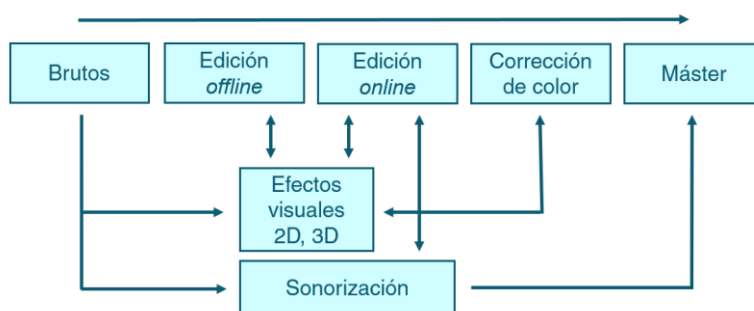 Brutos
Edición
offline
Edición
online
Corrección
de color
Máster
Efectos
visuales
2D, 3D
Sonorización